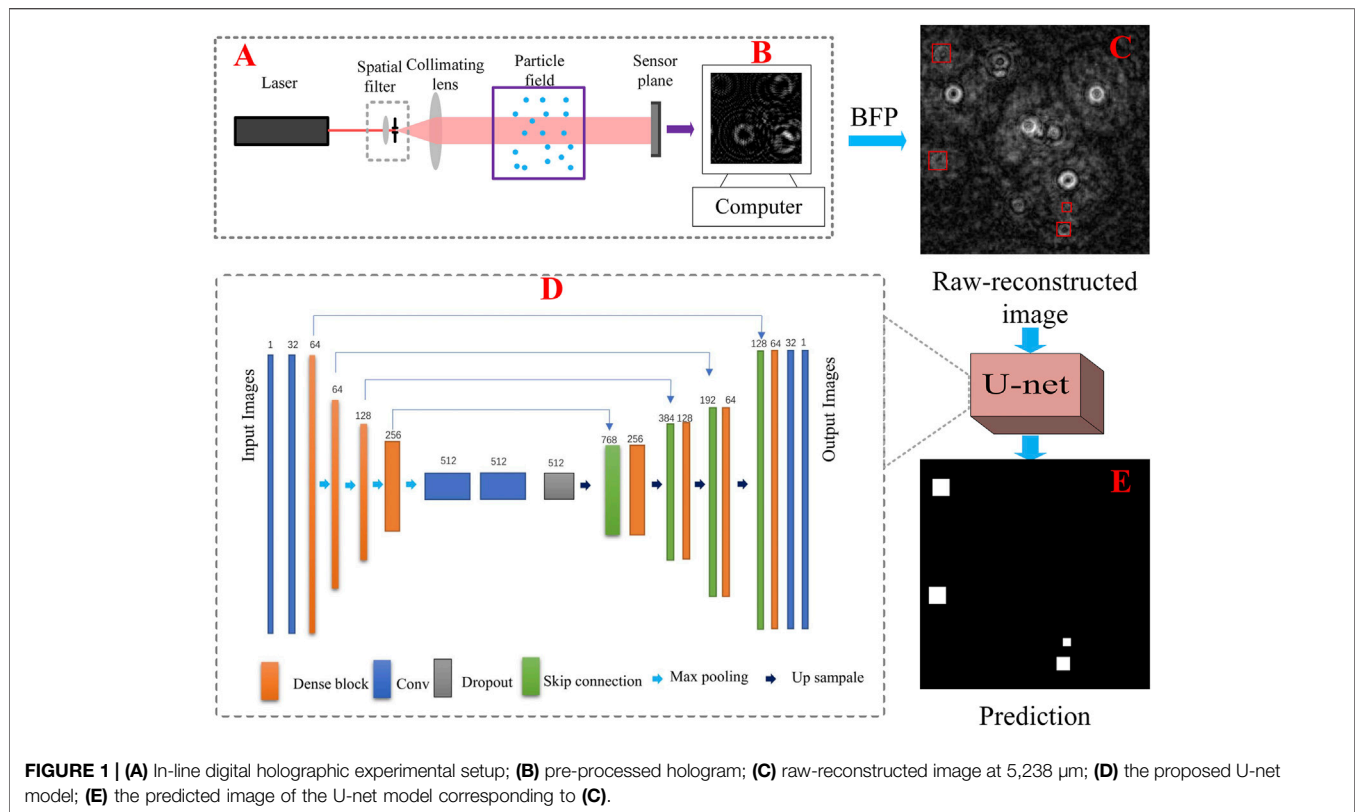 A
B
C
Laser
Spatial
filter
Collimating
lens
Particle
field
Sensor
plane
Computer
BFP
Raw-reconstructed
image
U-net
D
Input Images
1
32
64
64
128
256
512
512
512
768
256
384
128
192
64
128
64
32
1
Output Images
Dense block
Conv
Dropout
Skip connection
Max pooling
Up sampale
E
Prediction
FIGURE 1 | (A) In-line digital holographic experimental setup; (B) pre-processed hologram; (C) raw-reconstructed image at 5,238 µm; (D) the proposed U-net
model; (E) the predicted image of the U-net model corresponding to (C).